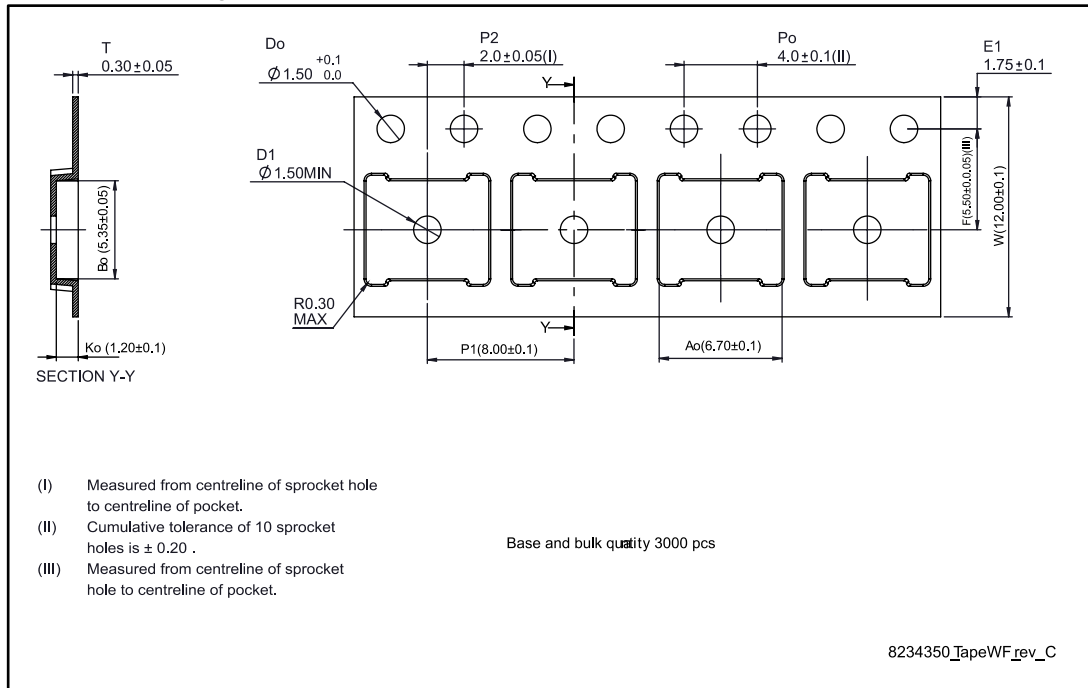 T
0.30±0.05
Do
Ø1.50 +0.1 0.0
P2
2.0±0.05(I)
Po
4.0±0.1(II)
E1
1.75±0.1
Y
D1
Ø1.50MIN
Bo (5.35±0.05)
F(5.50±0.0.05)(III)
W(12.00±0.1)
R0.30
MAX
Y
Ko (1.20±0.1)
P1(8.00±0.1)
Ao(6.70±0.1)
SECTION Y-Y
(I) Measured from centreline of sprocket hole
to centreline of pocket.
(II) Cumulative tolerance of 10 sprocket
holes is ± 0.20 .
(III) Measured from centreline of sprocket
hole to centreline of pocket.
Base and bulk quatity 3000 pcs
8234350_TapeWF_rev_C